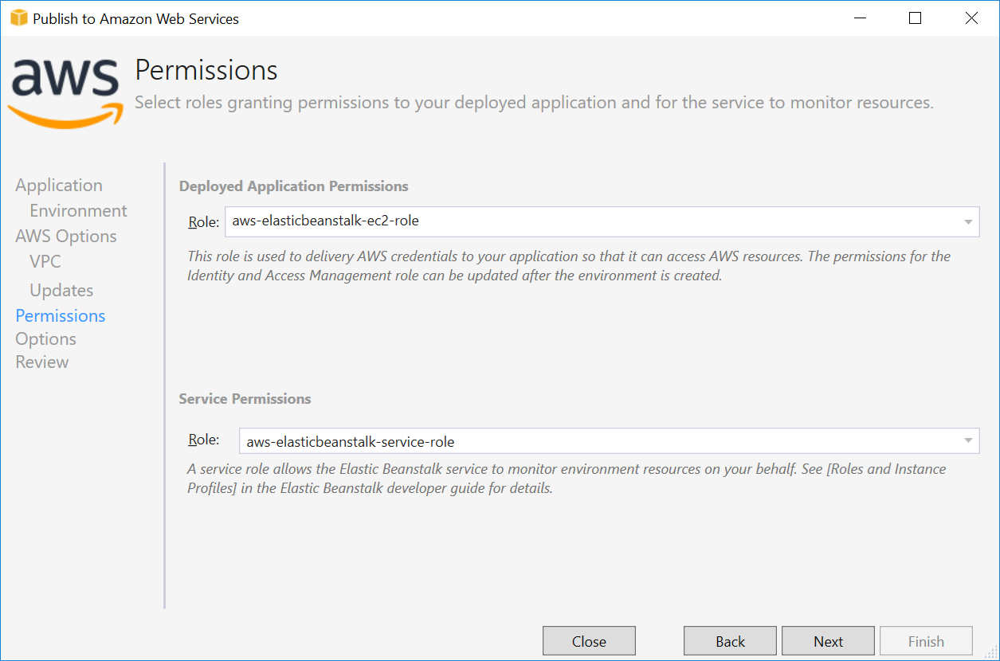 Publish to Amazon Web Services
aws
Permissions
Select roles granting permissions to your deployed application and for the service to monitor resources.
Application
Environment
AWS Options
VPC
Updates
Permissions
Options
Review
Deployed Application Permissions
Role: aws-elasticbeanstalk-ec2-role
This role is used to delivery AWS credentials to your application so that it can access AWS resources. The permissions for the
Identity and Access Management role can be updated after the environment is created.
Service Permissions
Role: aws-elasticbeanstalk-service-role
A service role allows the Elastic Beanstalk service to monitor environment resources on your behalf. See [Roles and Instance
Profiles] in the Elastic Beanstalk developer guide for details.
Close Back Next Finish